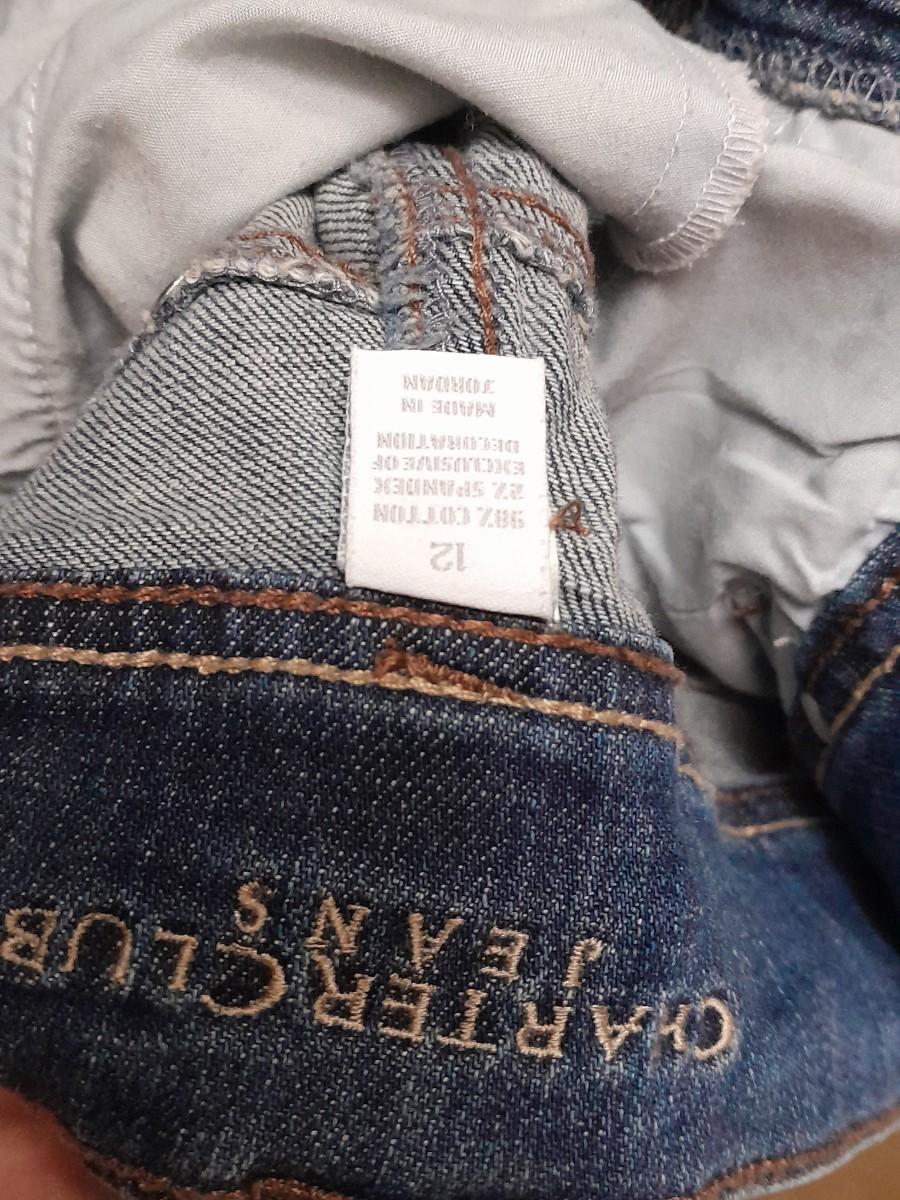 CHARTER CLUB
JEANS
12
98% COTTON
2% SPANDEX
EXCLUSIVE OF
DECORATION
MADE IN
JORDAN